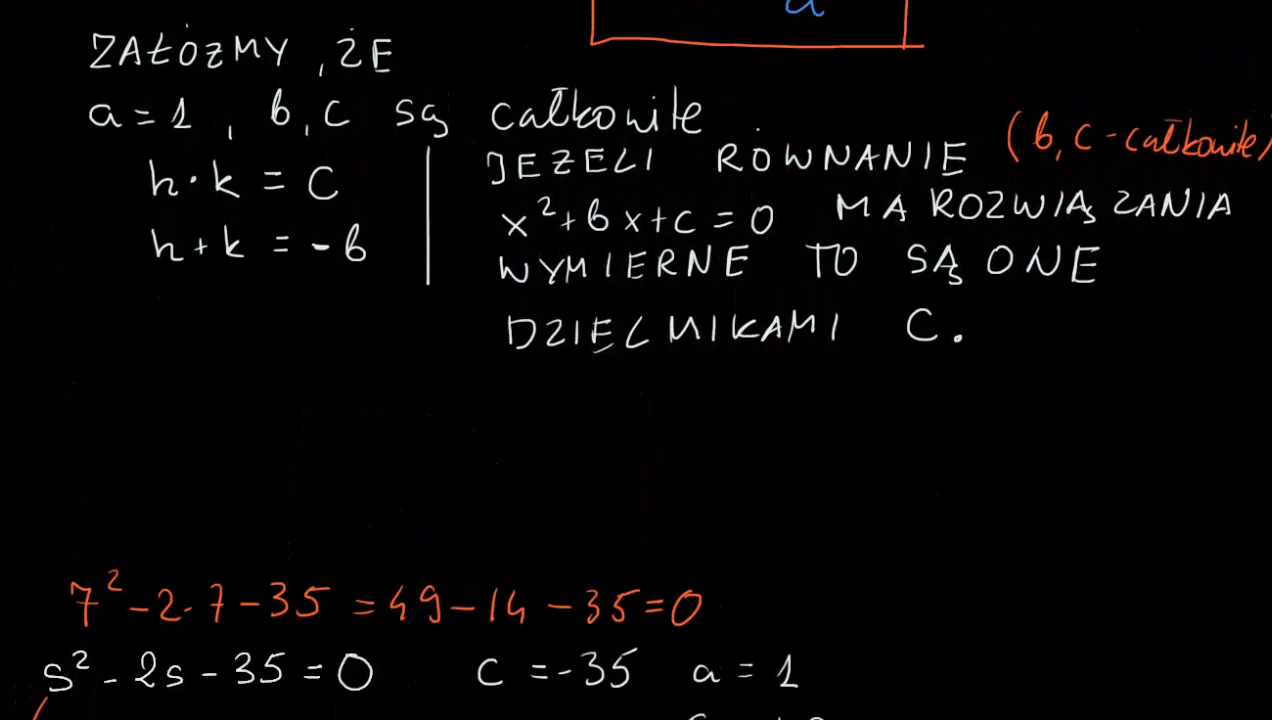 a
ZAŁÓŻMY, ŻE
a = 1, b, c są całkowite
h · k = c
h + k = - b
JEŻELI RÓWNANIE (b, c - całkowite)
x² + bx + c = 0 MA ROZWIĄZANIA
WYMIERNE TO SĄ ONE
DZIELNIKAMI C.
7² - 2·7 - 35 = 49 - 14 - 35 = 0
s² - 2s - 35 = 0 c = -35 a = 1